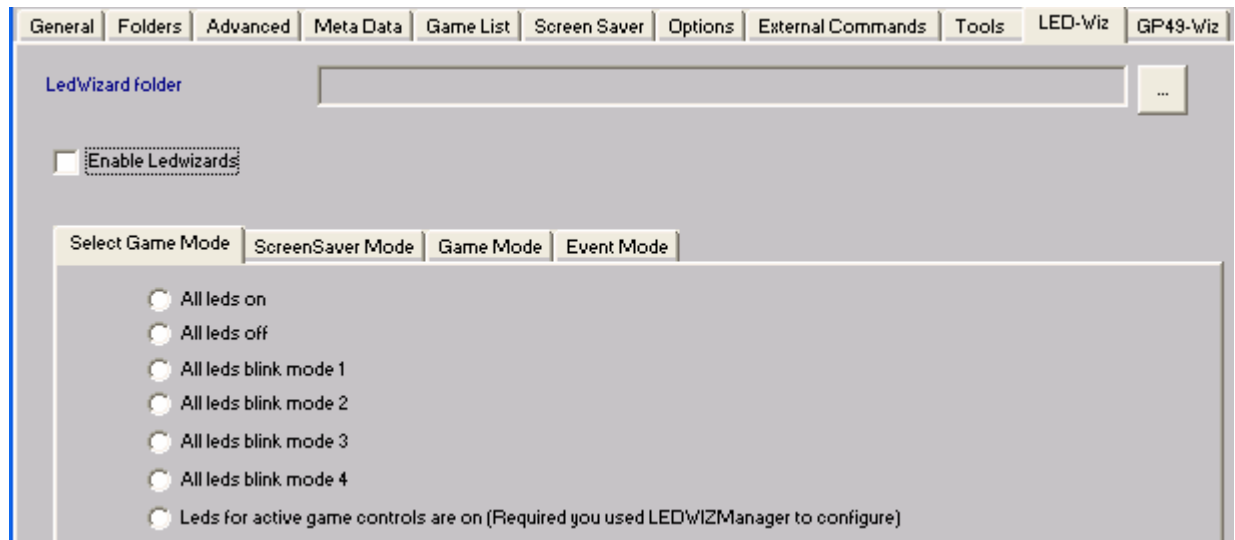 General Folders Advanced Meta Data Game List Screen Saver Options External Commands Tools LED-Wiz GP49-Wiz
LedWizard folder ...
Enable Ledwizards
Select Game Mode ScreenSaver Mode Game Mode Event Mode
All leds on
All leds off
All leds blink mode 1
All leds blink mode 2
All leds blink mode 3
All leds blink mode 4
Leds for active game controls are on (Required you used LEDWIZManager to configure)